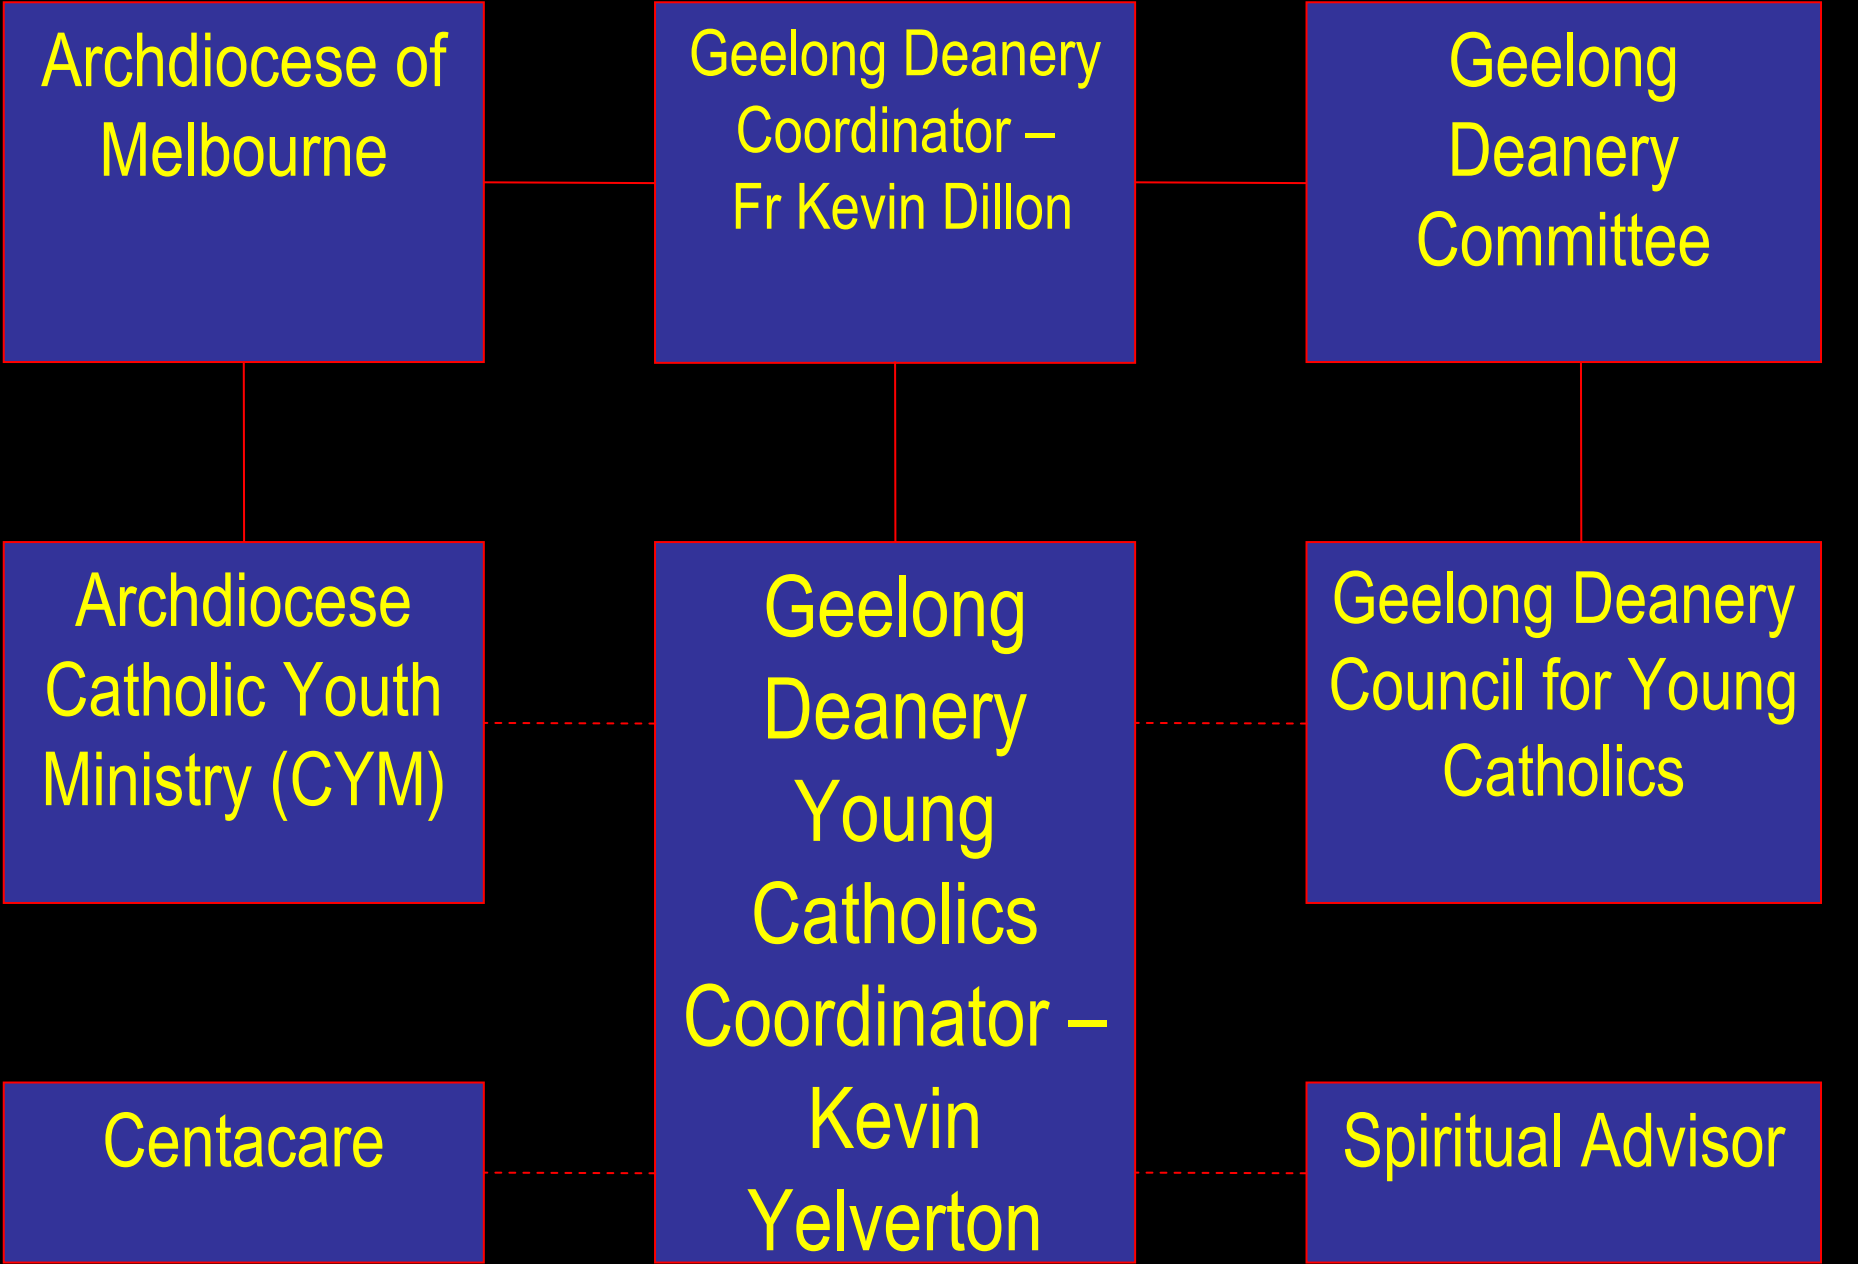 Archdiocese of
Melbourne
Geelong Deanery
Coordinator –
Fr Kevin Dillon
Geelong
Deanery
Committee
Archdiocese
Catholic Youth
Ministry (CYM)
Geelong
Deanery
Young
Catholics
Coordinator –
Kevin
Yelverton
Geelong Deanery
Council for Young
Catholics
Centacare
Spiritual Advisor